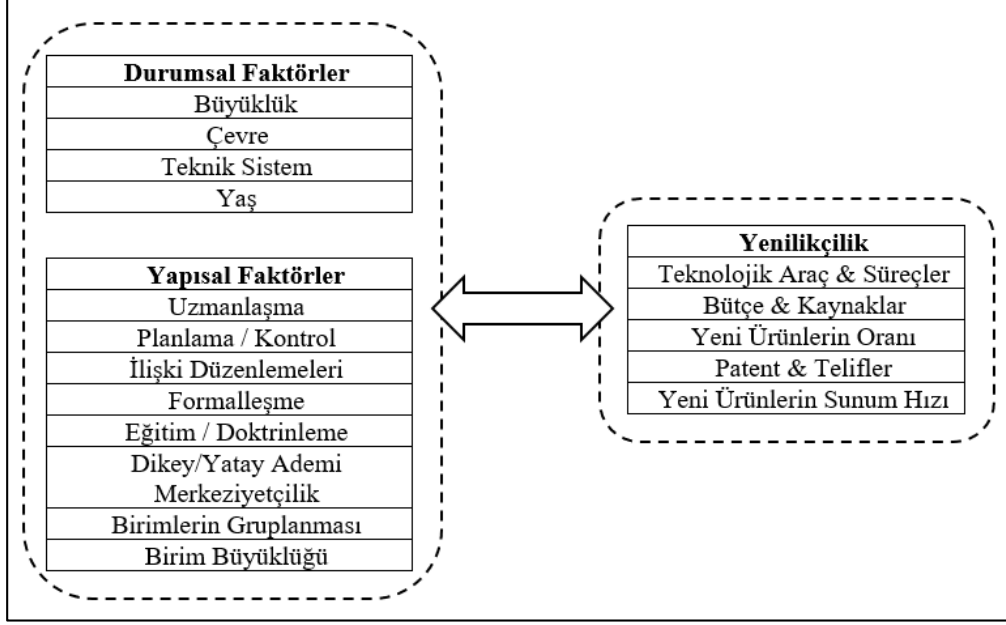 Durumsal Faktörler
Büyüklük
Çevre
Teknik Sistem
Yaş
Yapısal Faktörler
Uzmanlaşma
Planlama / Kontrol
İlişki Düzenlemeleri
Formalleşme
Eğitim / Doktrinleme
Dikey/Yatay Ademi
Merkeziyetçilik
Birimlerin Gruplanması
Birim Büyüklüğü
Yenilikçilik
Teknolojik Araç & Süreçler
Bütçe & Kaynaklar
Yeni Ürünlerin Oranı
Patent & Telifler
Yeni Ürünlerin Sunum Hızı